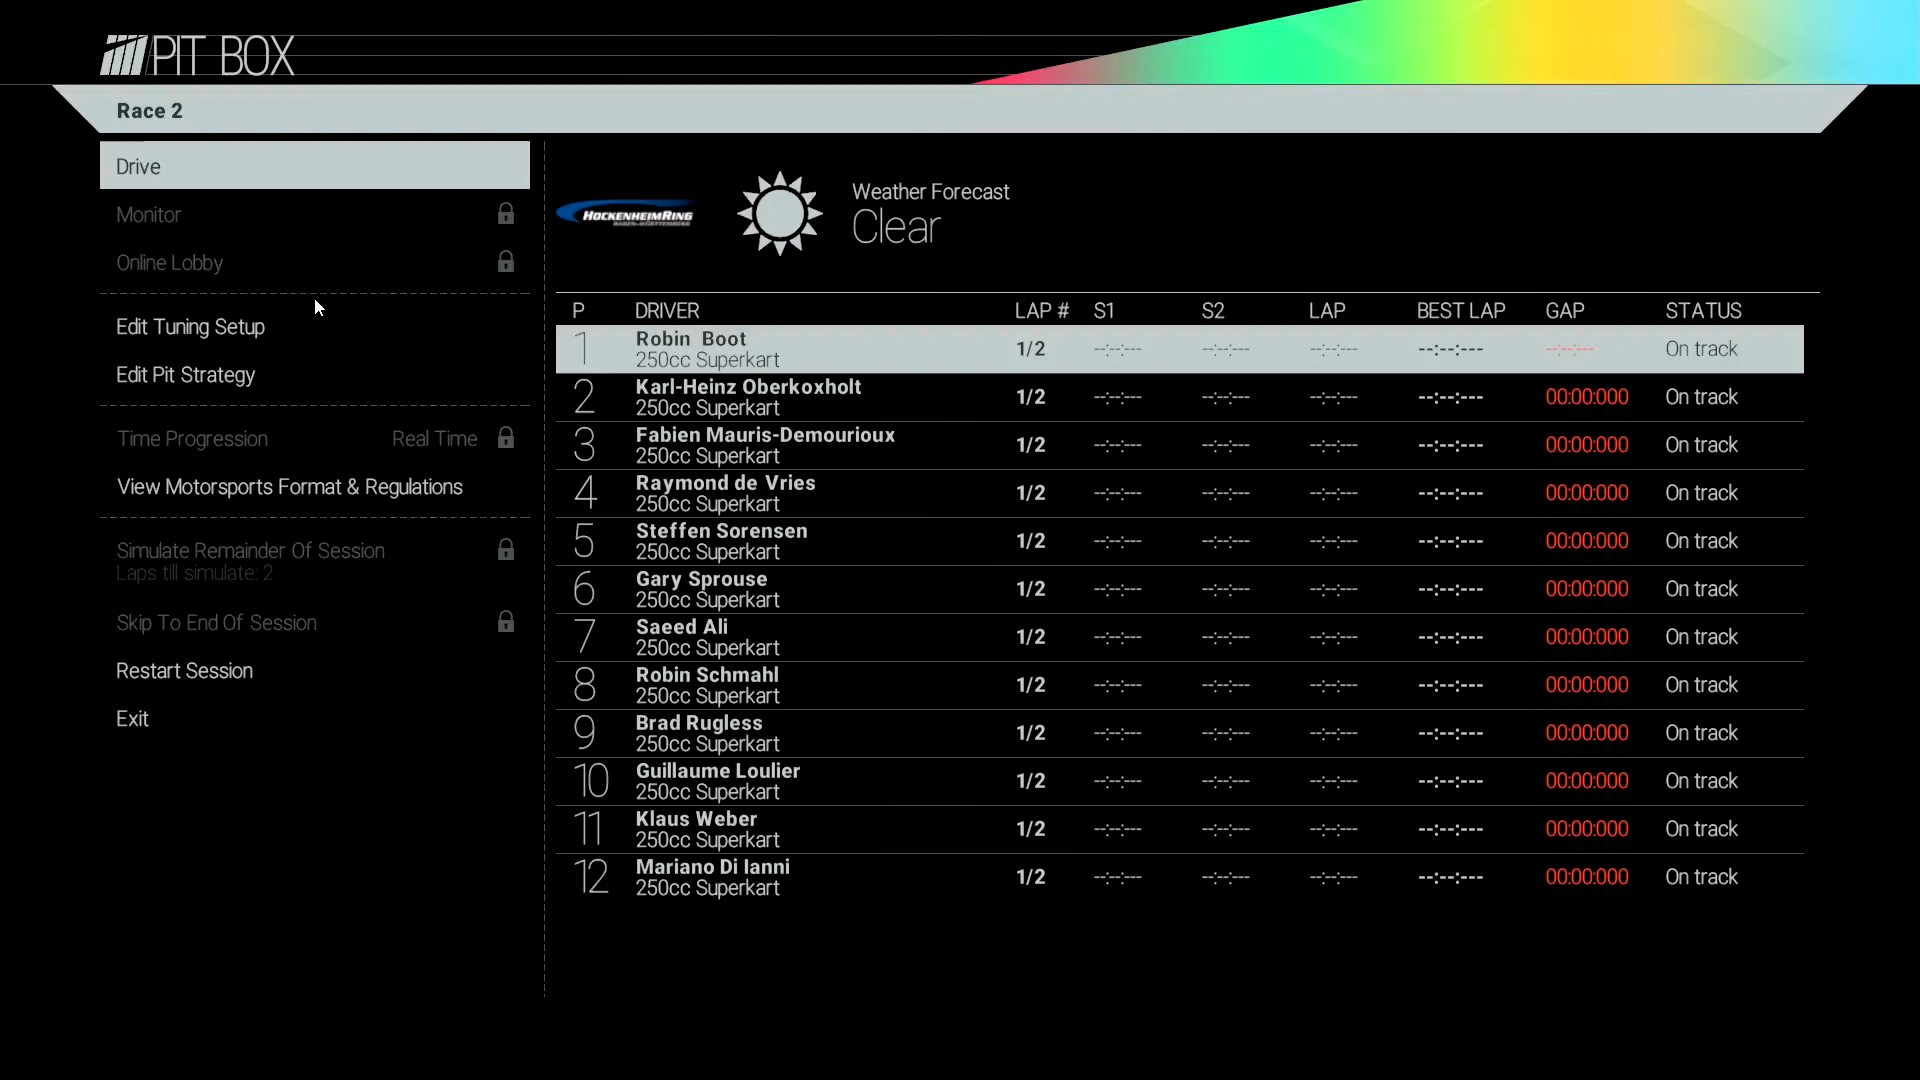 PIT BOX
Race 2
Drive
Monitor
Online Lobby
Edit Tuning Setup
Edit Pit Strategy
Time Progression Real Time
View Motorsports Format & Regulations
Simulate Remainder Of Session
Laps till simulate: 2
Skip To End Of Session
Restart Session
Exit
HOCKENHEIMRING
BADEN-WÜRTTEMBERG
Weather Forecast
Clear
P DRIVER LAP # S1 S2 LAP BEST LAP GAP STATUS
1 Robin Boot 1/2 --:--:--- --:--:--- --:--:--- --:--:--- --:--:--- On track
250cc Superkart
2 Karl-Heinz Oberkoxholt 1/2 --:--:--- --:--:--- --:--:--- --:--:--- 00:00:000 On track
250cc Superkart
3 Fabien Mauris-Demourioux 1/2 --:--:--- --:--:--- --:--:--- --:--:--- 00:00:000 On track
250cc Superkart
4 Raymond de Vries 1/2 --:--:--- --:--:--- --:--:--- --:--:--- 00:00:000 On track
250cc Superkart
5 Steffen Sorensen 1/2 --:--:--- --:--:--- --:--:--- --:--:--- 00:00:000 On track
250cc Superkart
6 Gary Sprouse 1/2 --:--:--- --:--:--- --:--:--- --:--:--- 00:00:000 On track
250cc Superkart
7 Saeed Ali 1/2 --:--:--- --:--:--- --:--:--- --:--:--- 00:00:000 On track
250cc Superkart
8 Robin Schmahl 1/2 --:--:--- --:--:--- --:--:--- --:--:--- 00:00:000 On track
250cc Superkart
9 Brad Rugless 1/2 --:--:--- --:--:--- --:--:--- --:--:--- 00:00:000 On track
250cc Superkart
10 Guillaume Loulier 1/2 --:--:--- --:--:--- --:--:--- --:--:--- 00:00:000 On track
250cc Superkart
11 Klaus Weber 1/2 --:--:--- --:--:--- --:--:--- --:--:--- 00:00:000 On track
250cc Superkart
12 Mariano Di Ianni 1/2 --:--:--- --:--:--- --:--:--- --:--:--- 00:00:000 On track
250cc Superkart